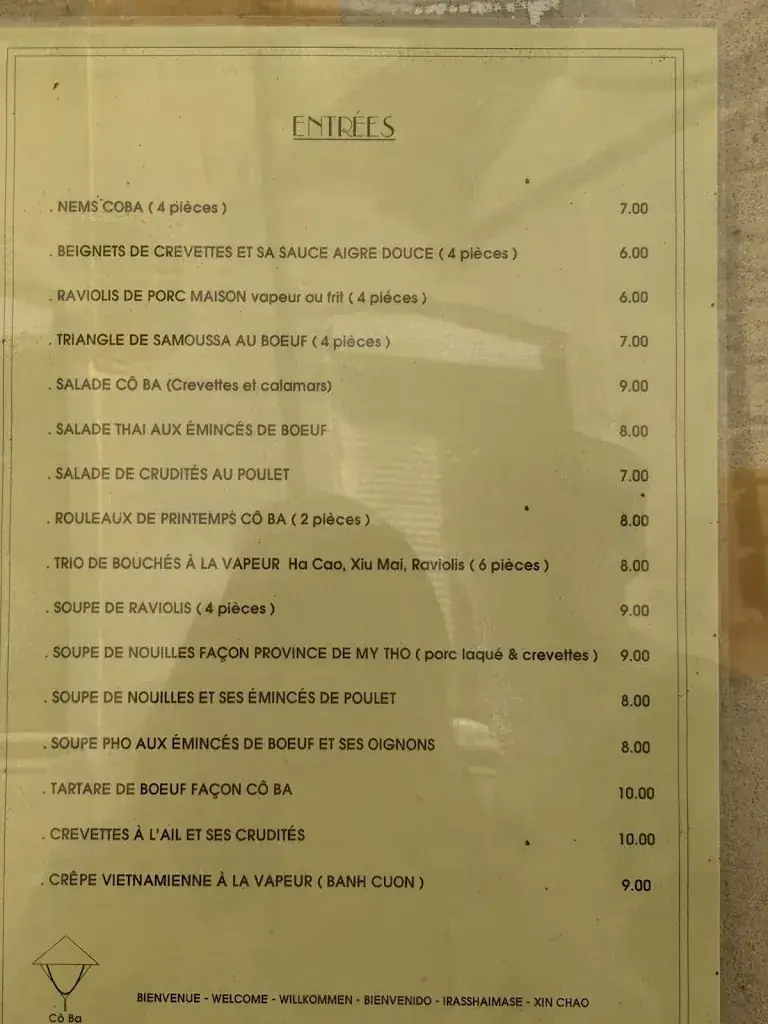 ENTRÉES
. NEMS COBA ( 4 pièces ) 7.00
. BEIGNETS DE CREVETTES ET SA SAUCE AIGRE DOUCE ( 4 pièces ) 6.00
. RAVIOLIS DE PORC MAISON vapeur ou frit ( 4 pièces ) 6.00
. TRIANGLE DE SAMOUSSA AU BOEUF ( 4 pièces ) 7.00
. SALADE CÔ BA (Crevettes et calamars) 9.00
. SALADE THAI AUX ÉMINCÉS DE BOEUF 8.00
. SALADE DE CRUDITÉS AU POULET 7.00
. ROULEAUX DE PRINTEMPS CÔ BA ( 2 pièces ) 8.00
. TRIO DE BOUCHÉS À LA VAPEUR Ha Cao, Xiu Mai, Raviolis ( 6 pièces ) 8.00
. SOUPE DE RAVIOLIS ( 4 pièces ) 9.00
. SOUPE DE NOUILLES FAÇON PROVINCE DE MY THO ( porc laqué & crevettes ) 9.00
. SOUPE DE NOUILLES ET SES ÉMINCÉS DE POULET 8.00
. SOUPE PHO AUX ÉMINCÉS DE BOEUF ET SES OIGNONS 8.00
. TARTARE DE BOEUF FAÇON CÔ BA 10.00
. CREVETTES À L'AIL ET SES CRUDITÉS 10.00
. CRÊPE VIETNAMIENNE À LA VAPEUR ( BANH CUON ) 9.00
BIENVENUE - WELCOME - WILLKOMMEN - BIENVENIDO - IRASSHAIMASE - XIN CHAO
Cô Ba